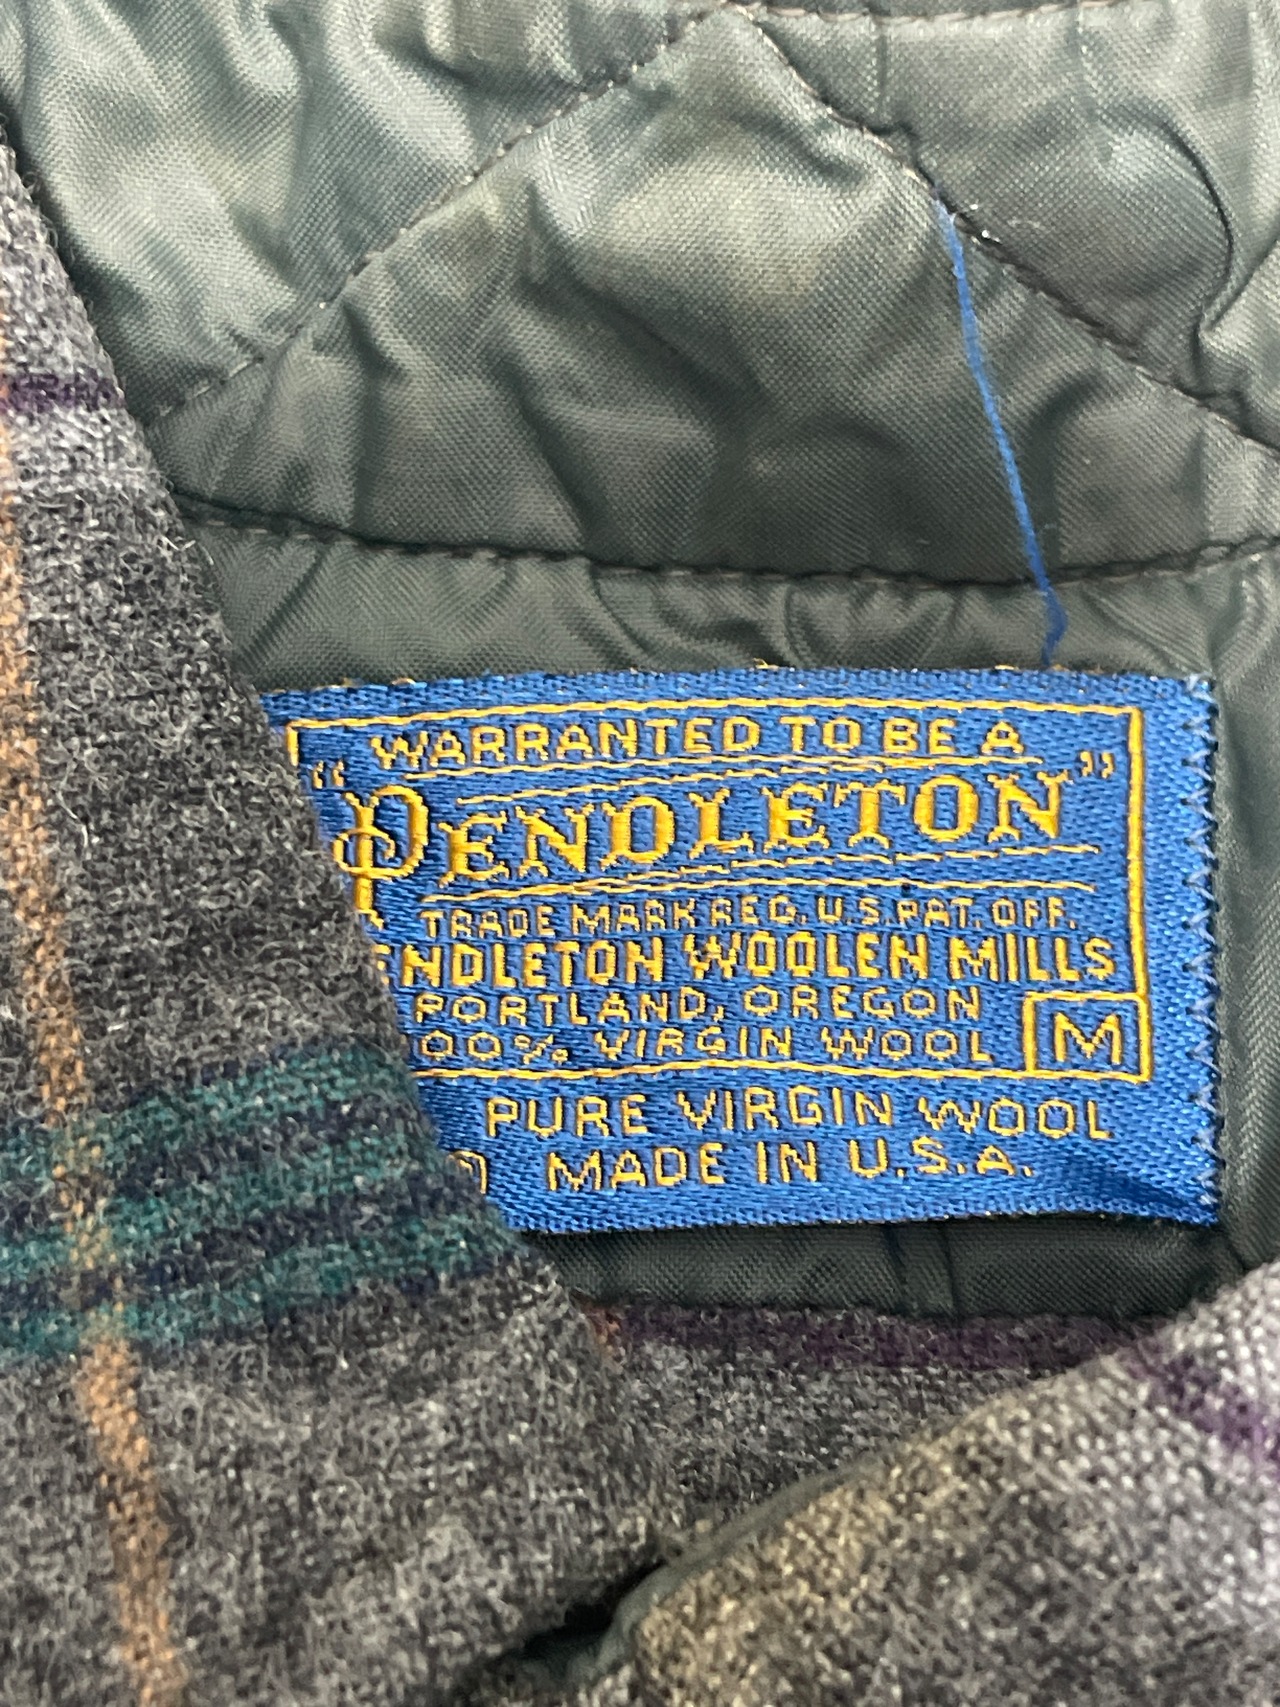 WARRANTED TO BE A
"PENDLETON"
TRADE MARK REG. U.S. PAT. OFF.
ENDLETON WOOLEN MILLS
PORTLAND, OREGON
00% VIRGIN WOOL M
PURE VIRGIN WOOL
MADE IN U.S.A.